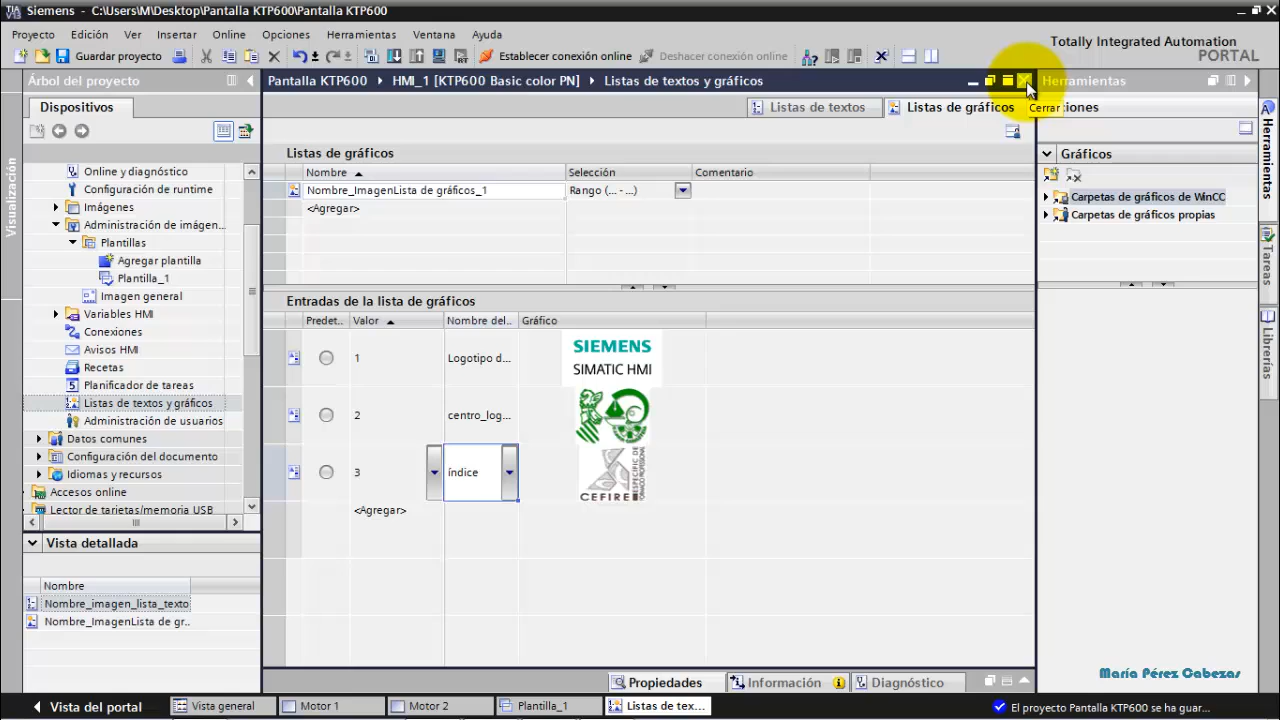 Siemens - C:\Users\M\Desktop\Pantalla KTP600\Pantalla KTP600
Proyecto Edición Ver Insertar Online Opciones Herramientas Ventana Ayuda
Totally Integrated Automation
PORTAL
Guardar proyecto
Establecer conexión online
Deshacer conexión online
Árbol del proyecto
Pantalla KTP600 HMI_1 [KTP600 Basic color PN] Listas de textos y gráficos
Herramientas
Dispositivos
Listas de textos
Listas de gráficos
Cerrar
ciones
Visualización
Online y diagnóstico
Configuración de runtime
Imágenes
Administración de imágen...
Plantillas
Agregar plantilla
Plantilla_1
Imagen general
Variables HMI
Conexiones
Avisos HMI
Recetas
Planificador de tareas
Listas de textos y gráficos
Administración de usuarios
Datos comunes
Configuración del documento
Idiomas y recursos
Accesos online
Lector de tarjetas/memoria USB
Vista detallada
Nombre
Nombre_imagen_lista_texto
Nombre_ImagenLista de gr..
Listas de gráficos
Nombre Selección Comentario
Nombre_ImagenLista de gráficos_1 Rango (... - ...)
<Agregar>
Entradas de la lista de gráficos
Predet.. Valor Nombre del.. Gráfico
1 Logotipo d...
SIEMENS
SIMATIC HMI
2 centro_log...
3 índice
CEFIRE
<Agregar>
Gráficos
Carpetas de gráficos de WinCC
Carpetas de gráficos propias
Herramientas
Tareas
Librerías
Propiedades Información Diagnóstico
María Pérez Cabezas
Vista del portal Vista general Motor 1 Motor 2 Plantilla_1 Listas de tex...
El proyecto Pantalla KTP600 se ha guar...